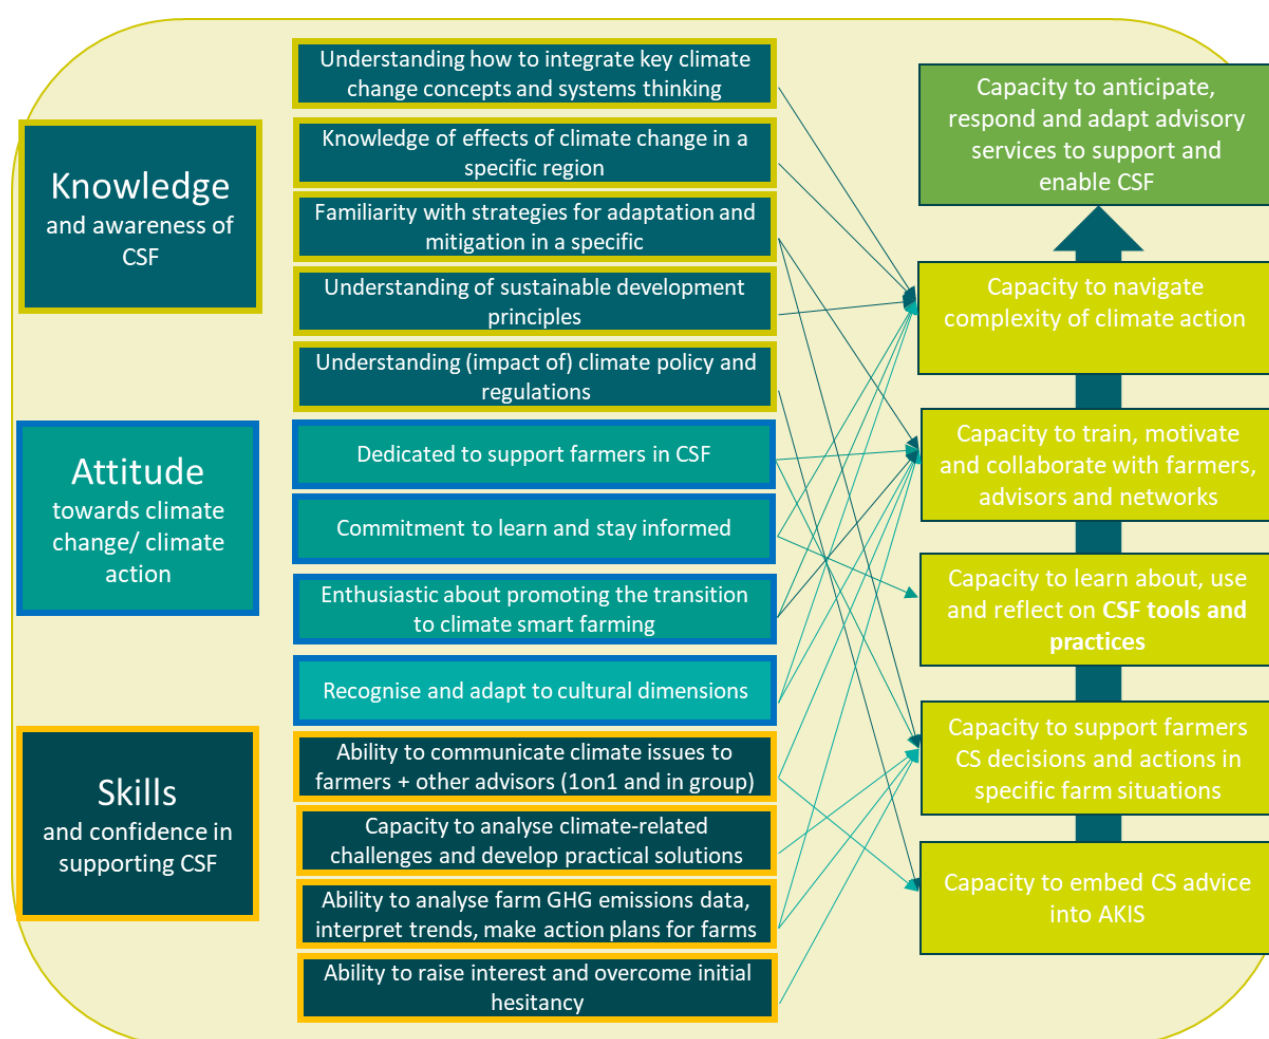 Knowledge
and awareness of
CSF
Attitude
towards climate
change/ climate
action
Skills
and confidence in
supporting CSF
Understanding how to integrate key climate
change concepts and systems thinking
Knowledge of effects of climate change in a
specific region
Familiarity with strategies for adaptation and
mitigation in a specific
Understanding of sustainable development
principles
Understanding (impact of) climate policy and
regulations
Dedicated to support farmers in CSF
Commitment to learn and stay informed
Enthusiastic about promoting the transition
to climate smart farming
Recognise and adapt to cultural dimensions
Ability to communicate climate issues to
farmers + other advisors (1on1 and in group)
Capacity to analyse climate-related
challenges and develop practical solutions
Ability to analyse farm GHG emissions data,
interpret trends, make action plans for farms
Ability to raise interest and overcome initial
hesitancy
Capacity to anticipate,
respond and adapt advisory
services to support and
enable CSF
Capacity to navigate
complexity of climate action
Capacity to train, motivate
and collaborate with farmers,
advisors and networks
Capacity to learn about, use
and reflect on CSF tools and
practices
Capacity to support farmers
CS decisions and actions in
specific farm situations
Capacity to embed CS advice
into AKIS